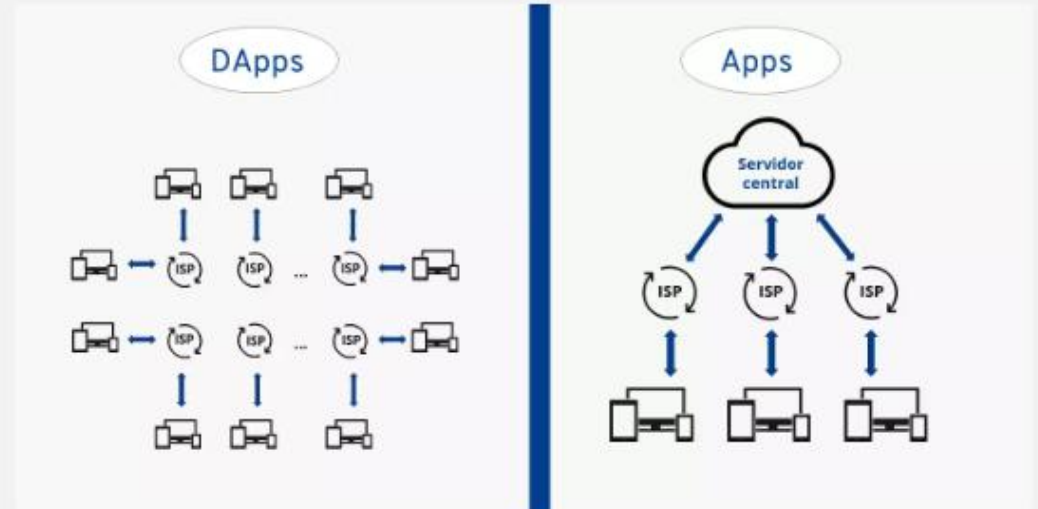 DApps
Apps
Servidor
central
ISP
ISP
...
ISP
ISP
ISP
ISP
ISP
ISP
...
ISP